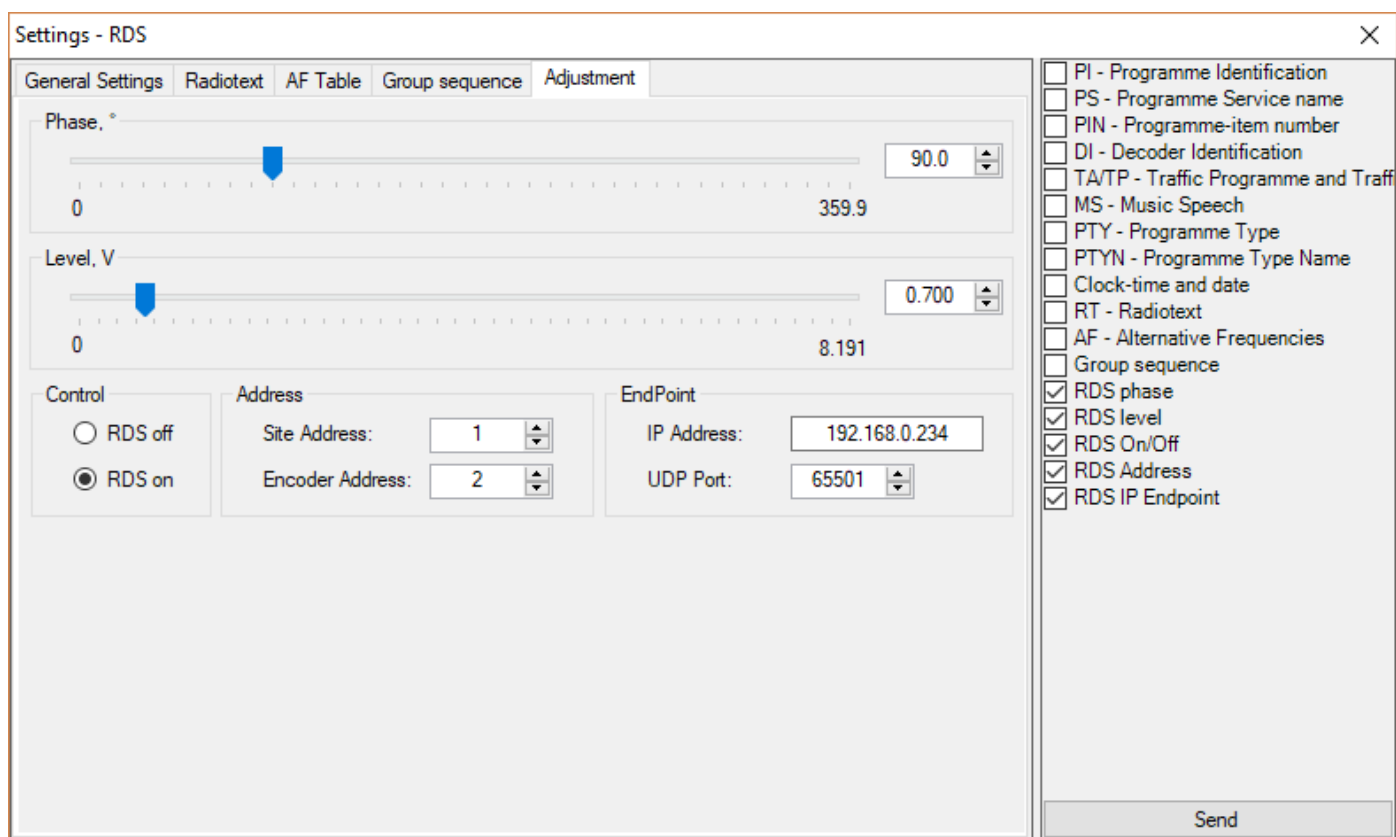 Settings - RDS
General Settings
Radiotext
AF Table
Group sequence
Adjustment
Phase, °
90.0
0
359.9
Level, V
0.700
0
8.191
Control
RDS off
RDS on
Address
Site Address:
1
Encoder Address:
2
EndPoint
IP Address:
192.168.0.234
UDP Port:
65501
PI - Programme Identification
PS - Programme Service name
PIN - Programme-item number
DI - Decoder Identification
TA/TP - Traffic Programme and Traffi
MS - Music Speech
PTY - Programme Type
PTYN - Programme Type Name
Clock-time and date
RT - Radiotext
AF - Alternative Frequencies
Group sequence
RDS phase
RDS level
RDS On/Off
RDS Address
RDS IP Endpoint
Send